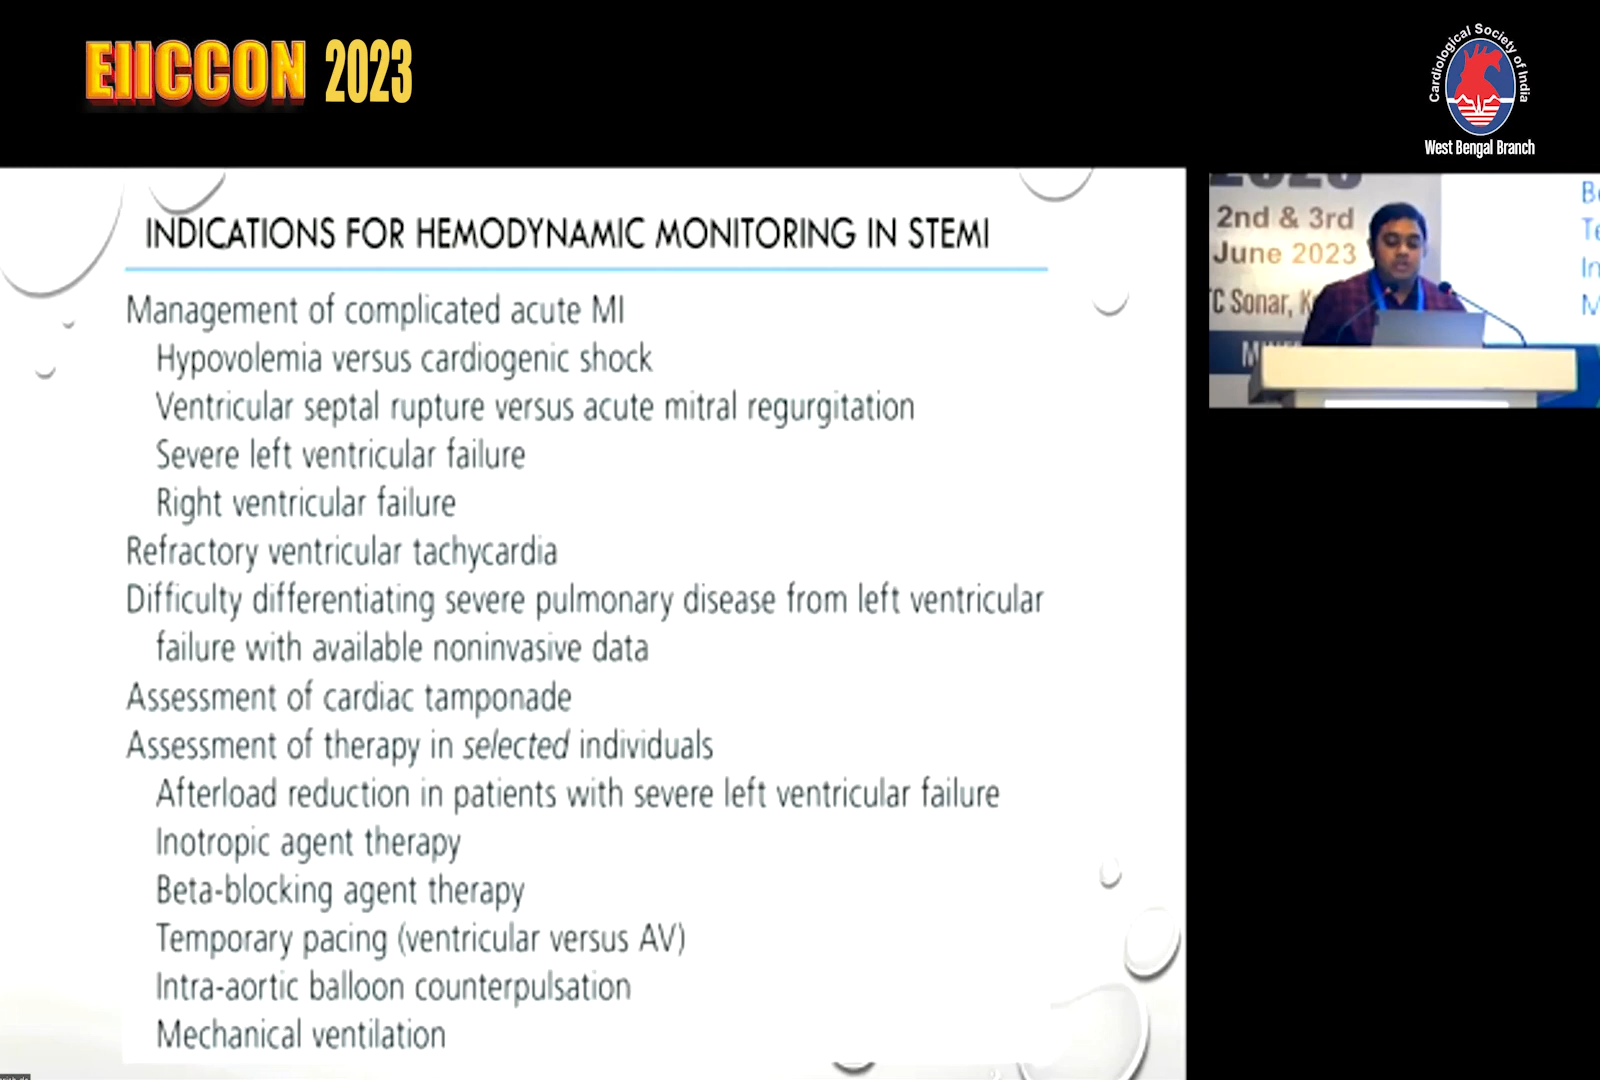 EIICCON 2023
Cardiological Society of India
West Bengal Branch
INDICATIONS FOR HEMODYNAMIC MONITORING IN STEMI
Management of complicated acute MI
Hypovolemia versus cardiogenic shock
Ventricular septal rupture versus acute mitral regurgitation
Severe left ventricular failure
Right ventricular failure
Refractory ventricular tachycardia
Difficulty differentiating severe pulmonary disease from left ventricular
failure with available noninvasive data
Assessment of cardiac tamponade
Assessment of therapy in selected individuals
Afterload reduction in patients with severe left ventricular failure
Inotropic agent therapy
Beta-blocking agent therapy
Temporary pacing (ventricular versus AV)
Intra-aortic balloon counterpulsation
Mechanical ventilation
2023
2nd & 3rd
June 2023
Sonar,